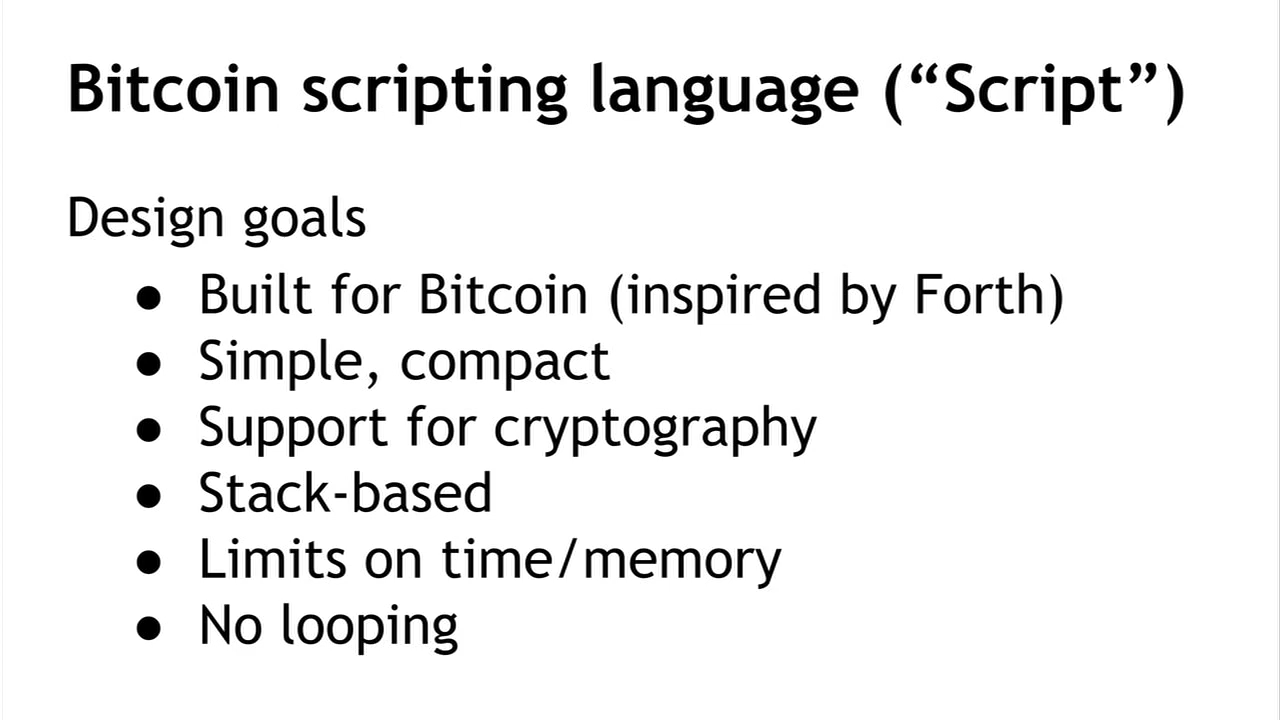 Bitcoin scripting language (“Script”)
Design goals
● Built for Bitcoin (inspired by Forth)
● Simple, compact
● Support for cryptography
● Stack-based
● Limits on time/memory
● No looping